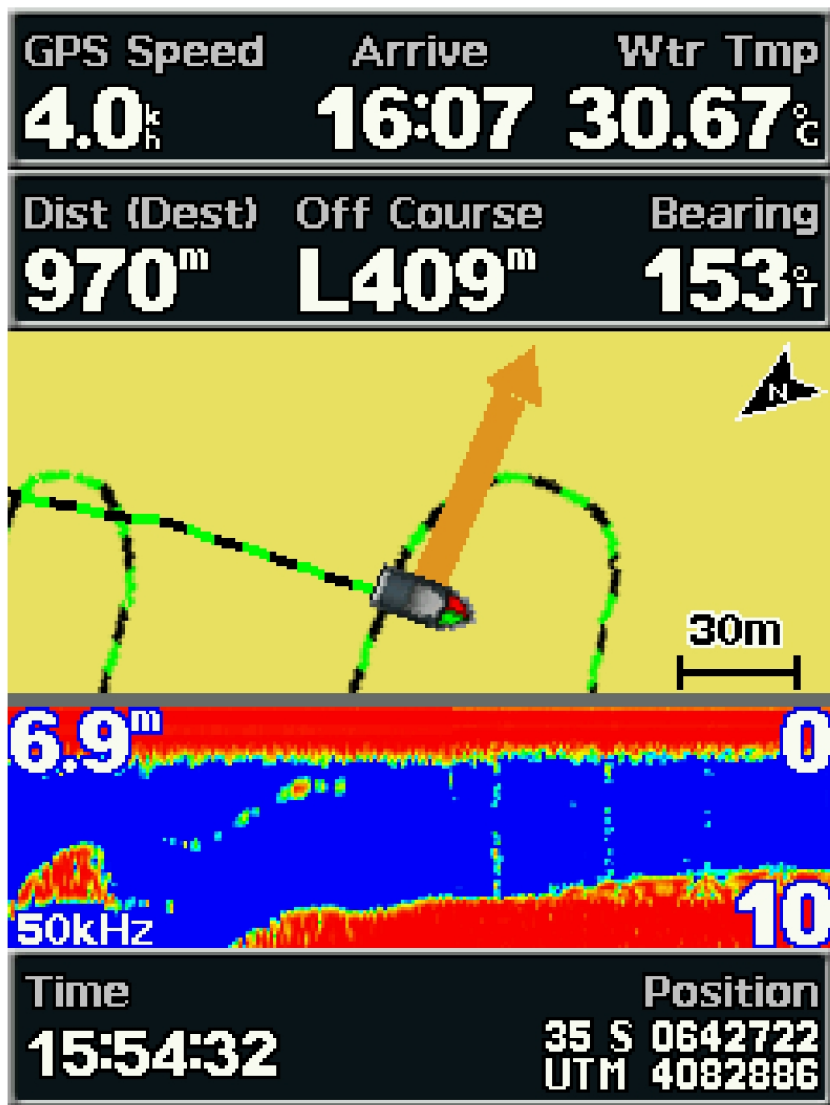 GPS Speed Arrive Wtr Tmp
4.0kh 16:07 30.67°C
Dist (Dest) Off Course Bearing
970m L409m 153°T
N
30m
6.9m 0
10
50kHz
Time Position
15:54:32 35 S 0642722
UTM 4082886